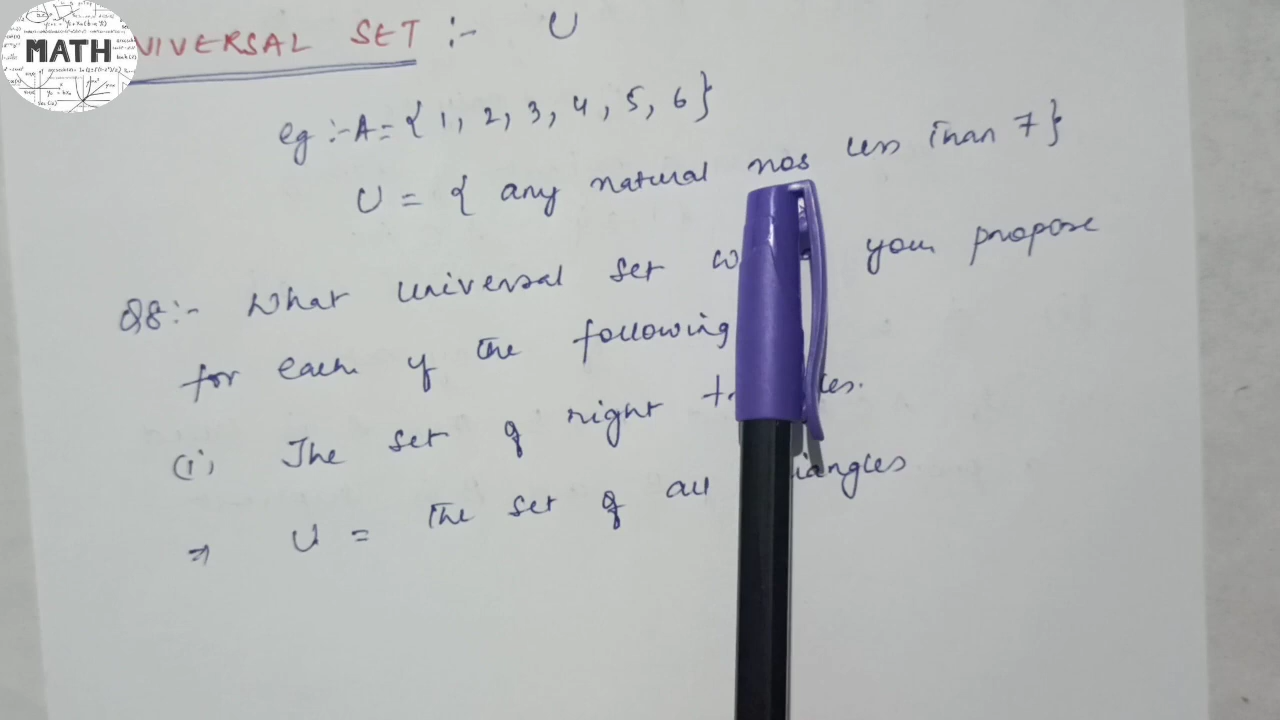 MATH
NIVERSAL SET :- U
eg :- A = { 1, 2, 3, 4, 5, 6 }
U = { any natural nos less than 7 }
Q8:- What universal set you propose
for each of the following
(i) The set of right
⇒ U = The set of all